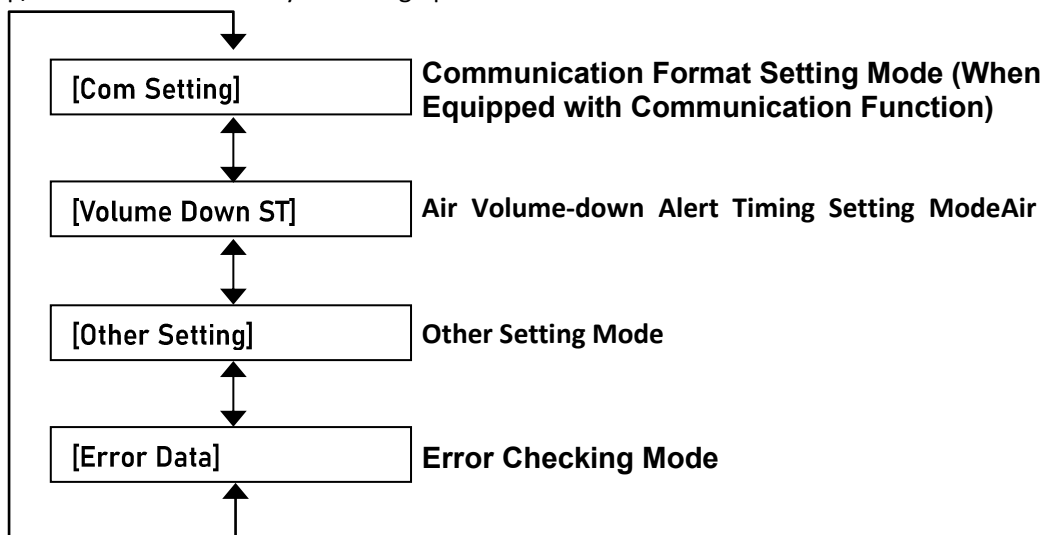 [Com Setting]
Communication Format Setting Mode (When
Equipped with Communication Function)
[Volume Down ST]
Air Volume-down Alert Timing Setting ModeAir
[Other Setting]
Other Setting Mode
[Error Data]
Error Checking Mode